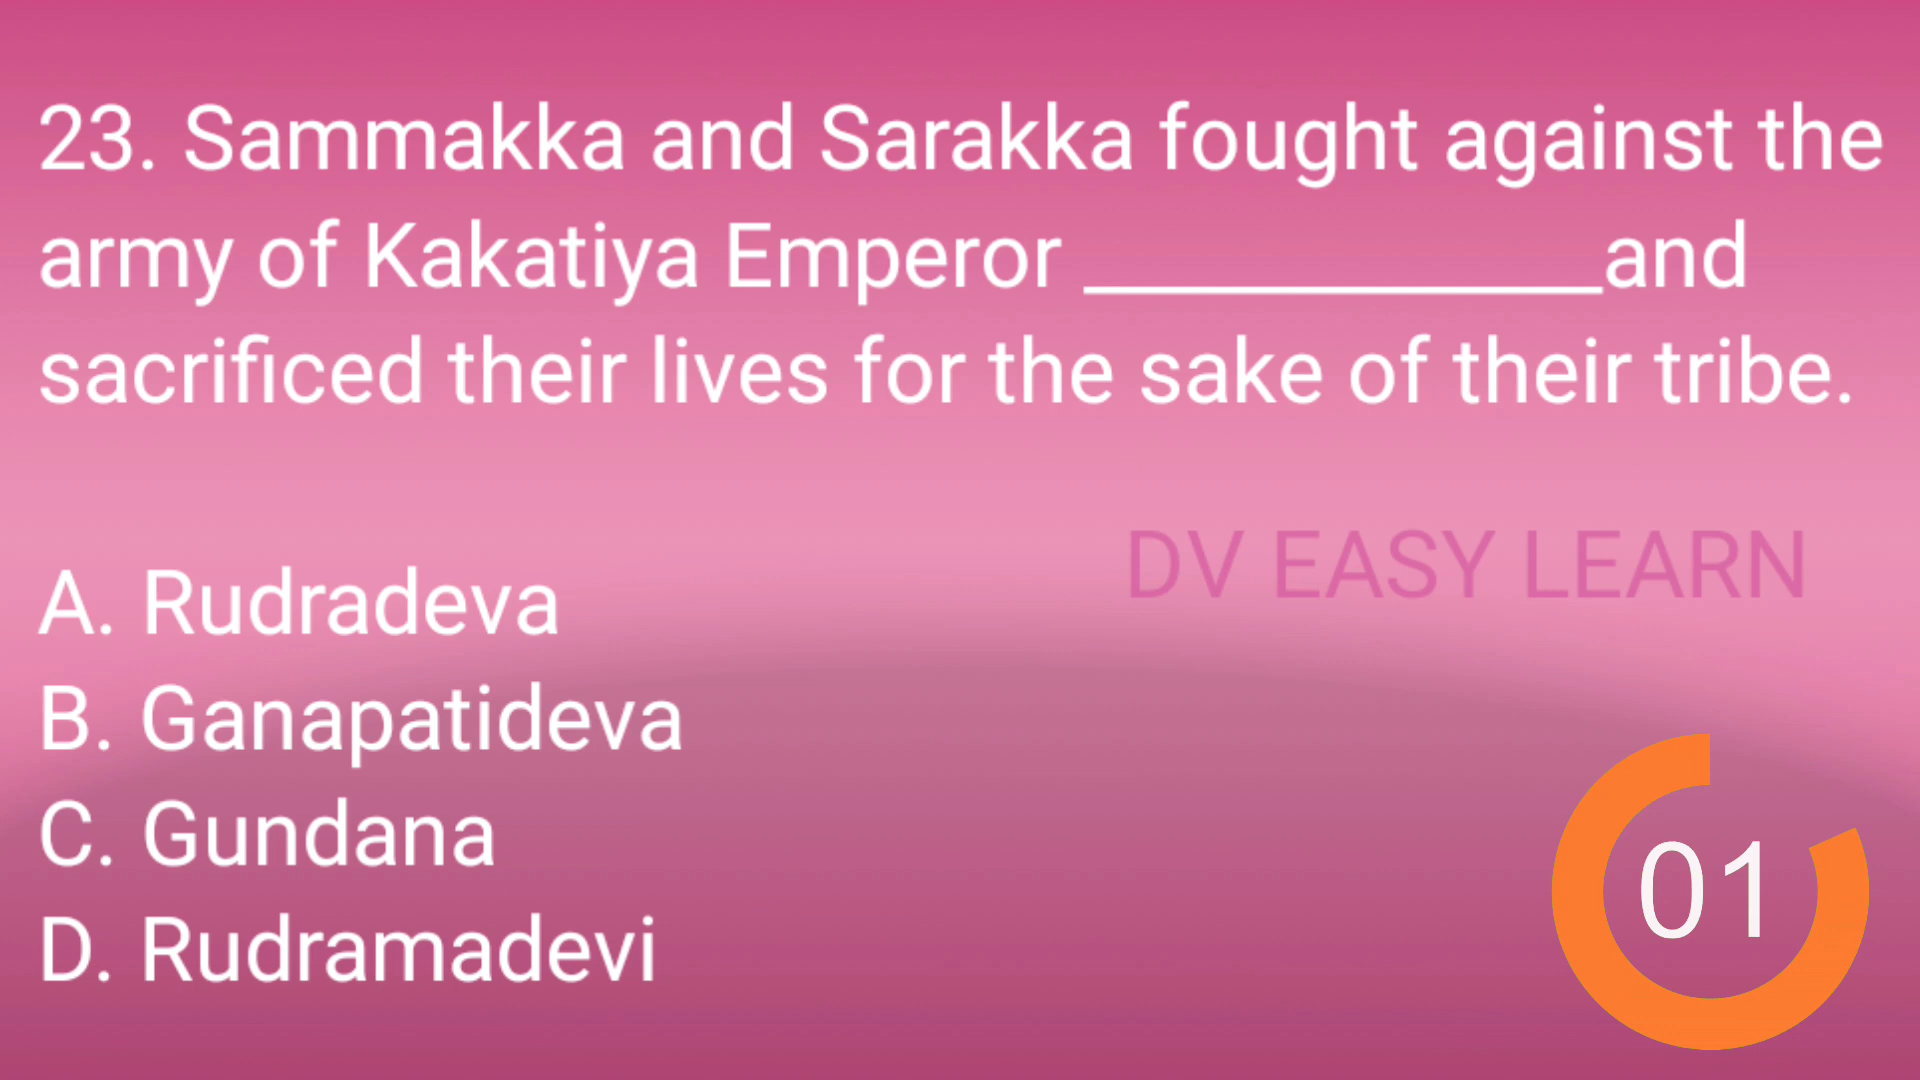 23. Sammakka and Sarakka fought against the
army of Kakatiya Emperor ____________and
sacrificed their lives for the sake of their tribe.
DV EASY LEARN
A. Rudradeva
B. Ganapatideva
C. Gundana
D. Rudramadevi
01